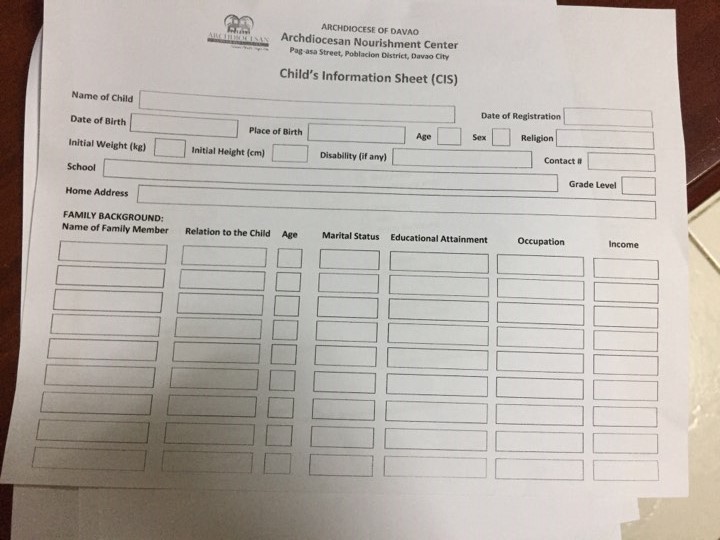 ARCHDIOCESAN
ARCHDIOCESE OF DAVAO
Archdiocesan Nourishment Center
Pag-asa Street, Poblacion District, Davao City
Child's Information Sheet (CIS)
Name of Child Date of Registration
Date of Birth Place of Birth Age Sex Religion
Initial Weight (kg) Initial Height (cm) Disability (if any) Contact #
School Grade Level
Home Address
FAMILY BACKGROUND:
Name of Family Member Relation to the Child Age Marital Status Educational Attainment Occupation Income